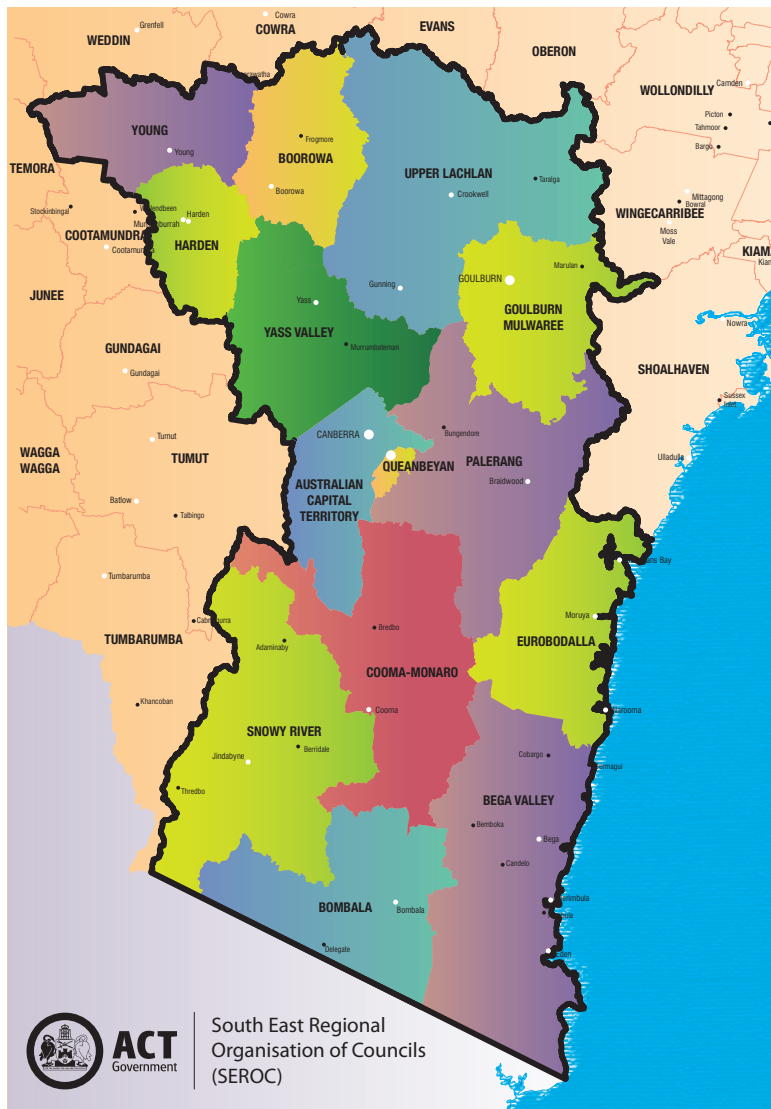 Grenfell
Cowra
WEDDIN
COWRA
EVANS
OBERON
WOLLONDILLY
Camden
Picton
Tahmoor
Bargo
YOUNG
Young
Frogmore
BOOROWA
Boorowa
UPPER LACHLAN
Taralga
Crookwell
TEMORA
Stockinbingal
Harden
HARDEN
COOTAMUNDRA
Mittagong
Bowral
WINGECARRIBEE
Moss
Vale
JUNEE
Yass
YASS VALLEY
Murrumbateman
Gunning
GOULBURN
Marulan
GOULBURN
MULWAREE
Nowra
SHOALHAVEN
Sussex
Inlet
Ulladulla
GUNDAGAI
Gundagai
Tumut
TUMUT
WAGGA
WAGGA
Batlow
Talbingo
CANBERRA
Bungendore
QUEANBEYAN
PALERANG
Braidwood
AUSTRALIAN
CAPITAL
TERRITORY
Tumbarumba
TUMBARUMBA
Khancoban
Bredbo
Adaminaby
COOMA-MONARO
Cooma
Moruya
EUROBODALLA
SNOWY RIVER
Berridale
Jindabyne
Thredbo
Cobargo
BEGA VALLEY
Bemboka
Bega
Candelo
BOMBALA
Bombala
Delegate
Eden
ACT
Government
South East Regional
Organisation of Councils
(SEROC)